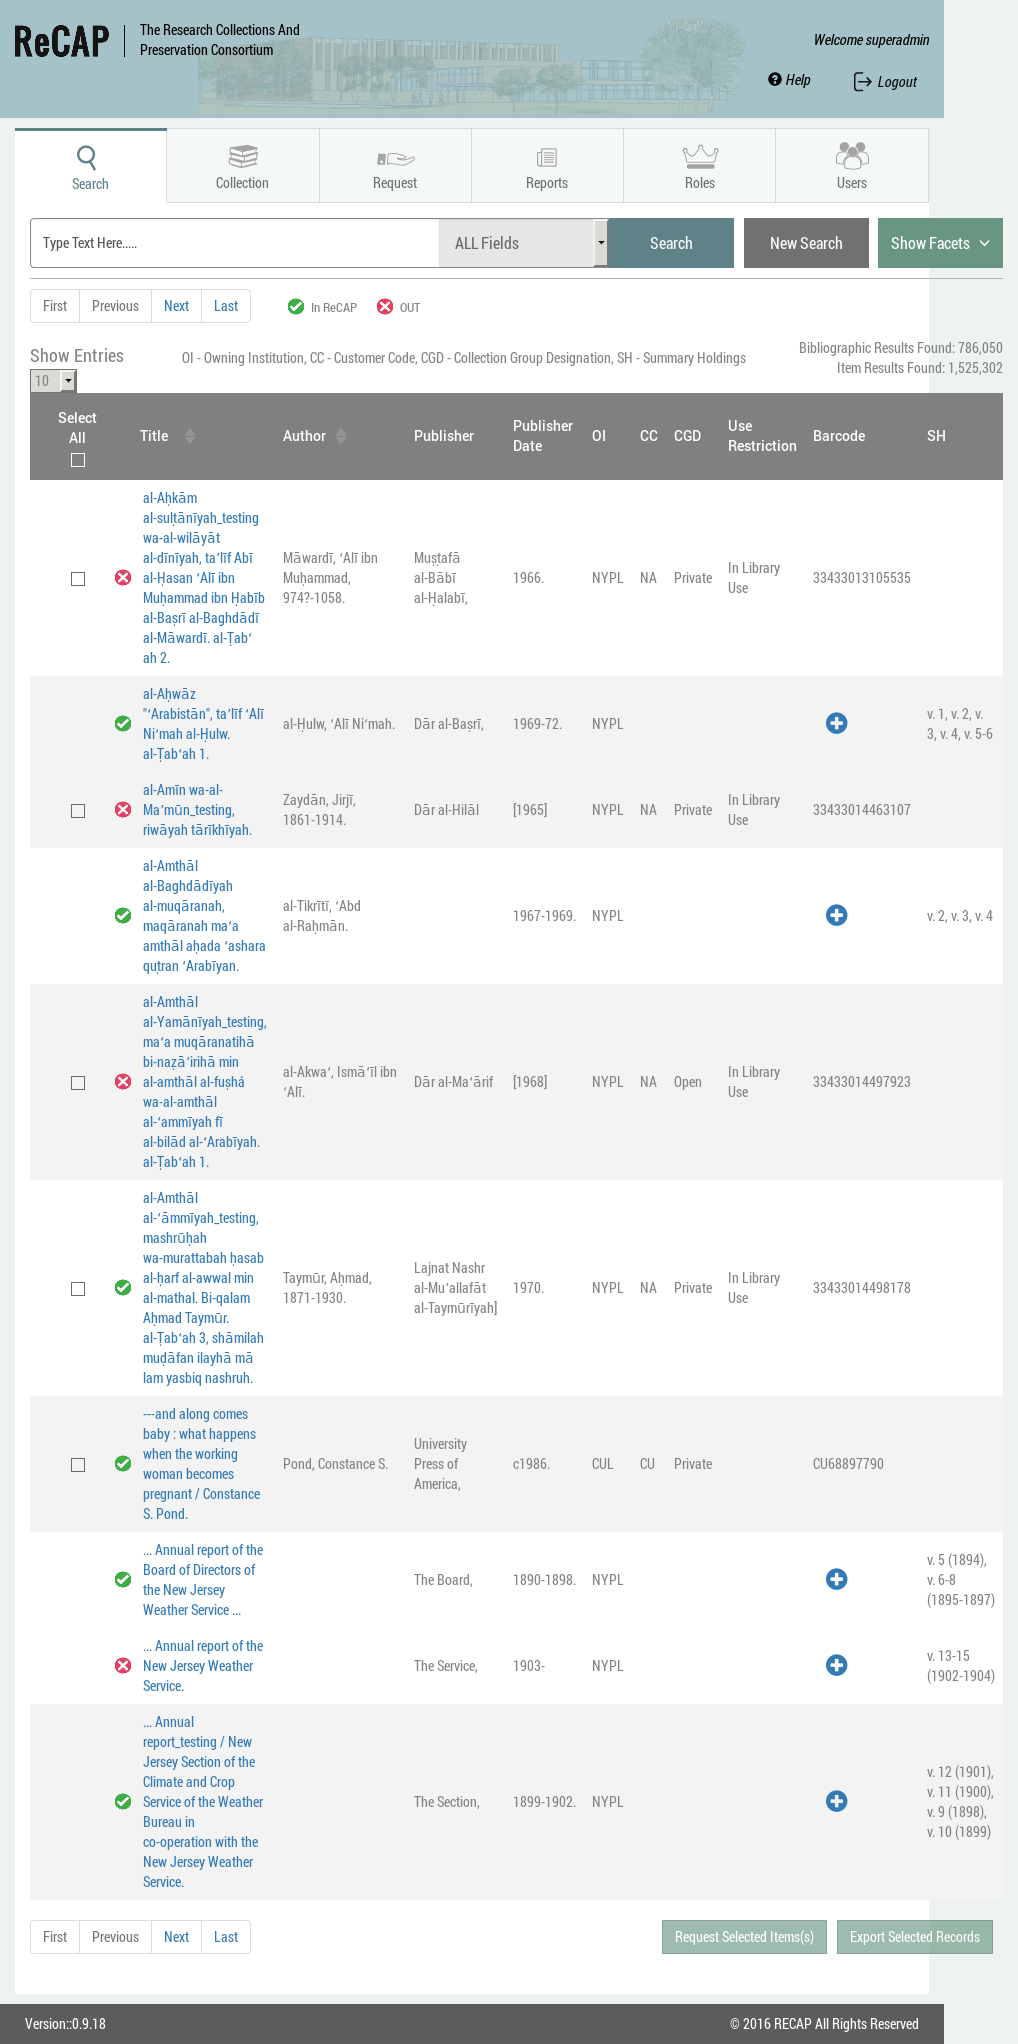 ReCAP
The Research Collections And
Preservation Consortium
Welcome superadmin
Help
Logout
Search
Collection
Request
Reports
Roles
Users
Type Text Here.....
ALL Fields
Search
New Search
Show Facets
First Previous Next Last
In ReCAP OUT
Show Entries
10
OI - Owning Institution, CC - Customer Code, CGD - Collection Group Designation, SH - Summary Holdings
Bibliographic Results Found: 786,050
Item Results Found: 1,525,302
Select
All
Title
Author
Publisher
Publisher
Date
OI
CC
CGD
Use
Restriction
Barcode
SH
al-Aḥkām
al-sulṭānīyah_testing
wa-al-wilāyāt
al-dīnīyah, ta’līf Abī
al-Ḥasan ‘Alī ibn
Muḥammad ibn Ḥabīb
al-Baṣrī al-Baghdādī
al-Māwardī. al-Ṭab‘
ah 2.
Māwardī, ‘Alī ibn
Muḥammad,
974?-1058.
Muṣṭafā
al-Bābī
al-Ḥalabī,
1966.
NYPL
NA
Private
In Library
Use
33433013105535
al-Aḥwāz
"‘Arabistān", ta’līf ‘Alī
Ni‘mah al-Ḥulw.
al-Ṭab‘ah 1.
al-Ḥulw, ‘Alī Ni‘mah.
Dār al-Baṣrī,
1969-72.
NYPL
v. 1, v. 2, v.
3, v. 4, v. 5-6
al-Amīn wa-al-
Ma’mūn_testing,
riwāyah tārīkhīyah.
Zaydān, Jirjī,
1861-1914.
Dār al-Hilāl
[1965]
NYPL
NA
Private
In Library
Use
33433014463107
al-Amthāl
al-Baghdādīyah
al-muqāranah,
maqāranah ma‘a
amthāl aḥada ‘ashara
quṭran ‘Arabīyan.
al-Tikrītī, ‘Abd
al-Raḥmān.
1967-1969.
NYPL
v. 2, v. 3, v. 4
al-Amthāl
al-Yamānīyah_testing,
ma‘a muqāranatihā
bi-naẓā’irihā min
al-amthāl al-fuṣhá
wa-al-amthāl
al-‘ammīyah fī
al-bilād al-‘Arabīyah.
al-Ṭab‘ah 1.
al-Akwa‘, Ismā‘īl ibn
‘Alī.
Dār al-Ma‘ārif
[1968]
NYPL
NA
Open
In Library
Use
33433014497923
al-Amthāl
al-‘āmmīyah_testing,
mashrūḥah
wa-murattabah ḥasab
al-ḥarf al-awwal min
al-mathal. Bi-qalam
Aḥmad Taymūr.
al-Ṭab‘ah 3, shāmilah
muḍāfan ilayhā mā
lam yasbiq nashruh.
Taymūr, Aḥmad,
1871-1930.
Lajnat Nashr
al-Mu’allafāt
al-Taymūrīyah]
1970.
NYPL
NA
Private
In Library
Use
33433014498178
---and along comes
baby : what happens
when the working
woman becomes
pregnant / Constance
S. Pond.
Pond, Constance S.
University
Press of
America,
c1986.
CUL
CU
Private
CU68897790
... Annual report of the
Board of Directors of
the New Jersey
Weather Service ...
The Board,
1890-1898.
NYPL
v. 5 (1894),
v. 6-8
(1895-1897)
... Annual report of the
New Jersey Weather
Service.
The Service,
1903-
NYPL
v. 13-15
(1902-1904)
... Annual
report_testing / New
Jersey Section of the
Climate and Crop
Service of the Weather
Bureau in
co-operation with the
New Jersey Weather
Service.
The Section,
1899-1902.
NYPL
v. 12 (1901),
v. 11 (1900),
v. 9 (1898),
v. 10 (1899)
First Previous Next Last
Request Selected Items(s)
Export Selected Records
Version::0.9.18
© 2016 RECAP All Rights Reserved